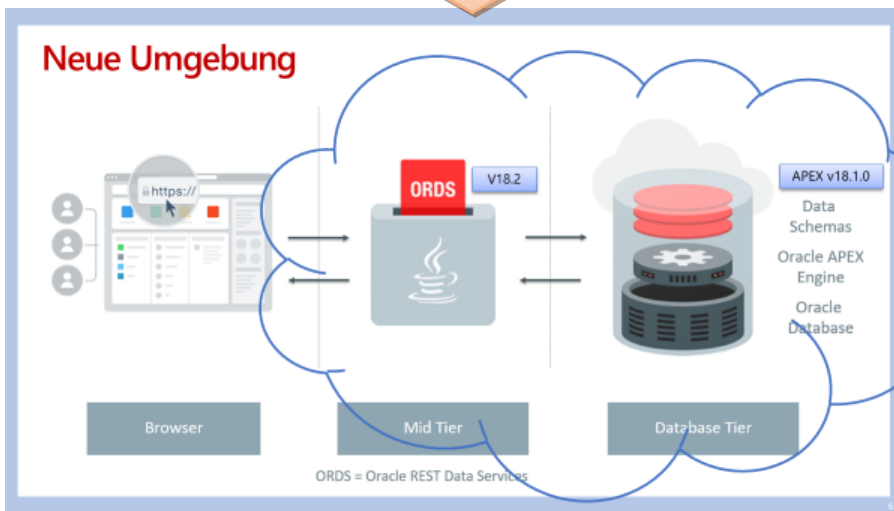 Neue Umgebung
https://
ORDS
V18.2
APEX v18.1.0
Data
Schemas
Oracle APEX
Engine
Oracle
Database
Browser
Mid Tier
Database Tier
ORDS = Oracle REST Data Services